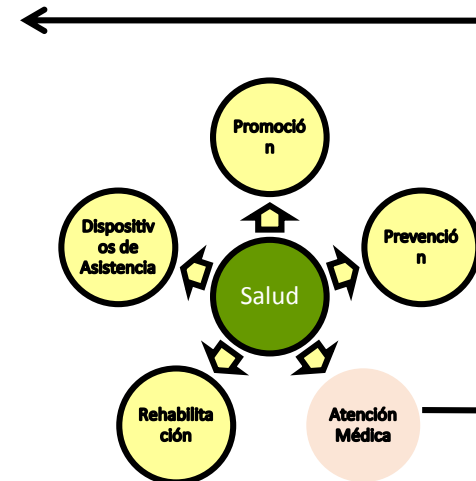 Promoció
n
Dispositiv
os de
Asistencia
Prevenció
n
Salud
Rehabilita
ción
Atención
Médica